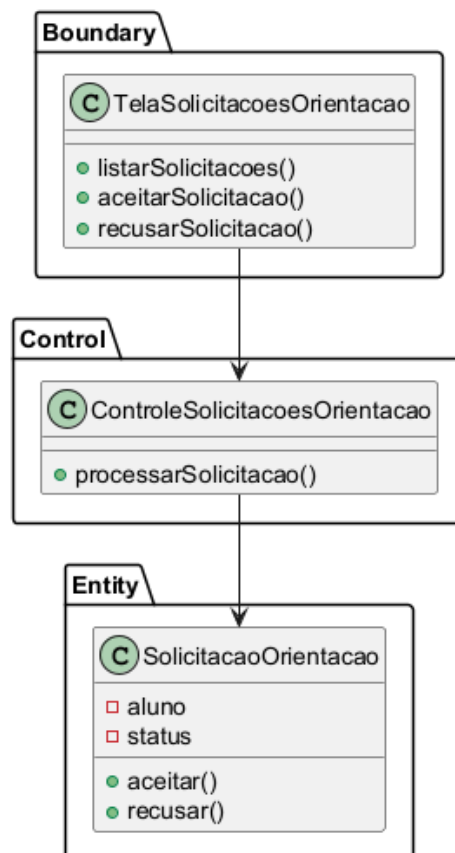 Boundary
C TelaSolicitacoesOrientacao
listarSolicitacoes()
aceitarSolicitacao()
recusarSolicitacao()
Control
C ControleSolicitacoesOrientacao
processarSolicitacao()
Entity
C SolicitacaoOrientacao
aluno
status
aceitar()
recusar()